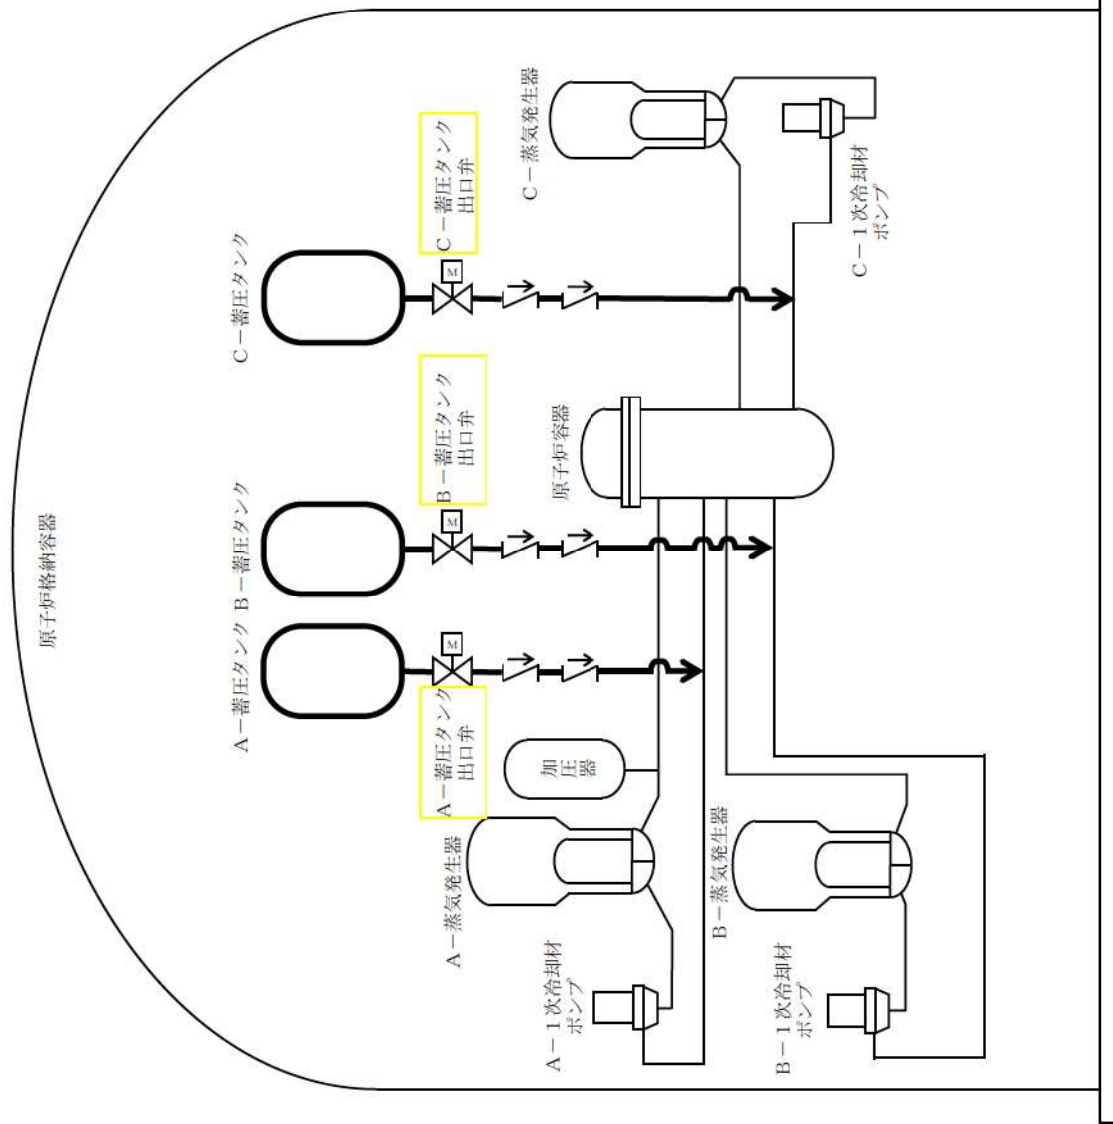 原子炉格納容器
A－蓄圧タンク
B－蓄圧タンク
C－蓄圧タンク
A－蓄圧タンク
出口弁
M
B－蓄圧タンク
出口弁
M
C－蓄圧タンク
出口弁
M
A－蒸気発生器
加
圧
器
原子炉容器
C－蒸気発生器
A－1次冷却材
ポンプ
B－蒸気発生器
B－1次冷却材
ポンプ
C－1次冷却材
ポンプ